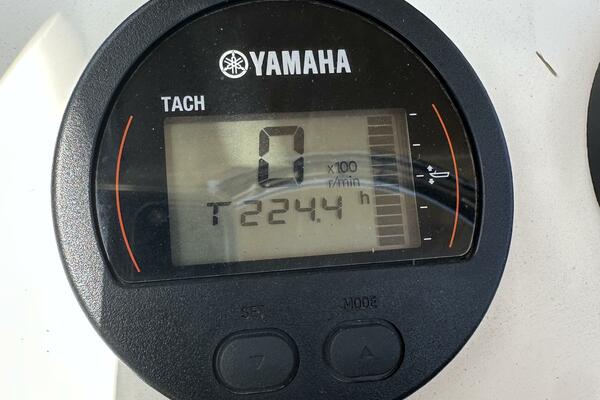 YAMAHA
TACH
0
x100
r/min
T 224.4 h
SET
MODE